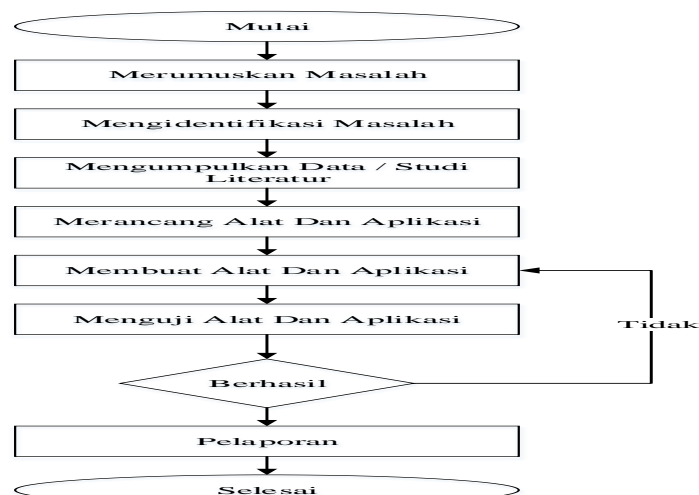 Mulai
Merumuskan Masalah
Mengidentifikasi Masalah
Mengumpulkan Data / Studi
Literatur
Merancang Alat Dan Aplikasi
Membuat Alat Dan Aplikasi
Menguji Alat Dan Aplikasi
Tidak
Berhasil
Pelaporan
Selesai